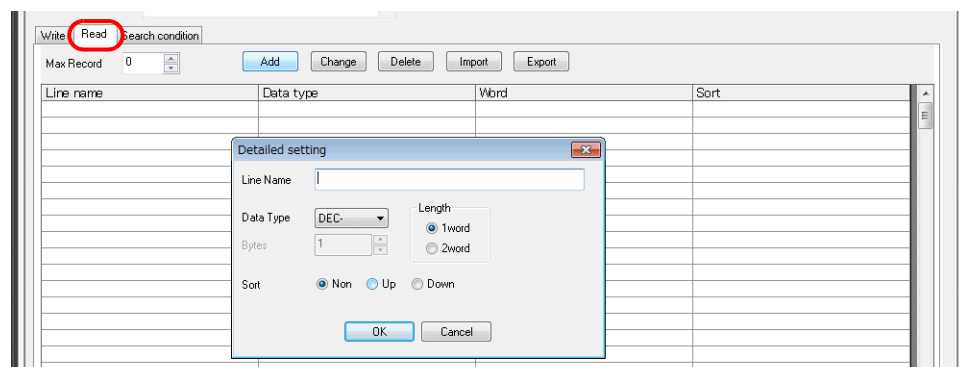 Write Read Search condition
Max Record 0 Add Change Delete Import Export
Line name Data type Word Sort
Detailed setting
Line Name
Data Type DEC- Length
1word
Bytes 1 2word
Sort Non Up Down
OK Cancel